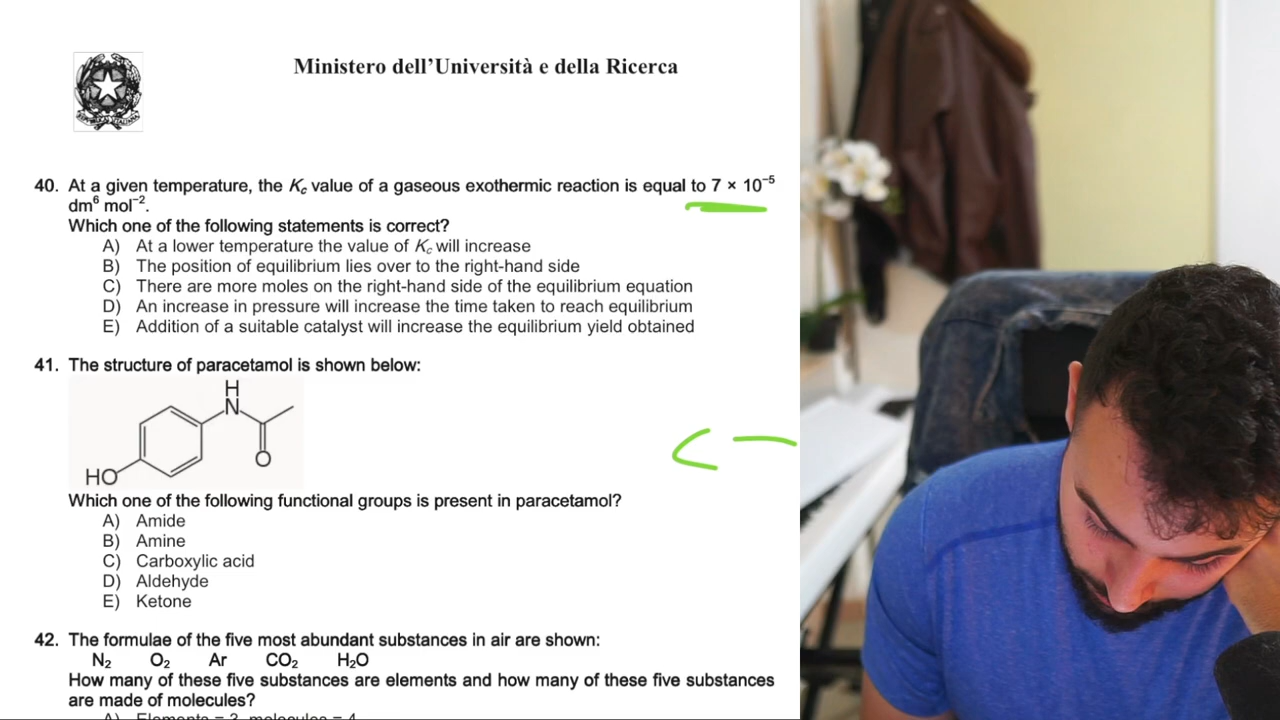 Ministero dell'Università e della Ricerca
40. At a given temperature, the Kc value of a gaseous exothermic reaction is equal to 7 × 10⁻⁵
dm⁶ mol⁻².
Which one of the following statements is correct?
A) At a lower temperature the value of Kc will increase
B) The position of equilibrium lies over to the right-hand side
C) There are more moles on the right-hand side of the equilibrium equation
D) An increase in pressure will increase the time taken to reach equilibrium
E) Addition of a suitable catalyst will increase the equilibrium yield obtained
41. The structure of paracetamol is shown below:
H
N
O
HO
Which one of the following functional groups is present in paracetamol?
A) Amide
B) Amine
C) Carboxylic acid
D) Aldehyde
E) Ketone
42. The formulae of the five most abundant substances in air are shown:
N₂ O₂ Ar CO₂ H₂O
How many of these five substances are elements and how many of these five substances
are made of molecules?
A) Elements = 3, molecules = 4